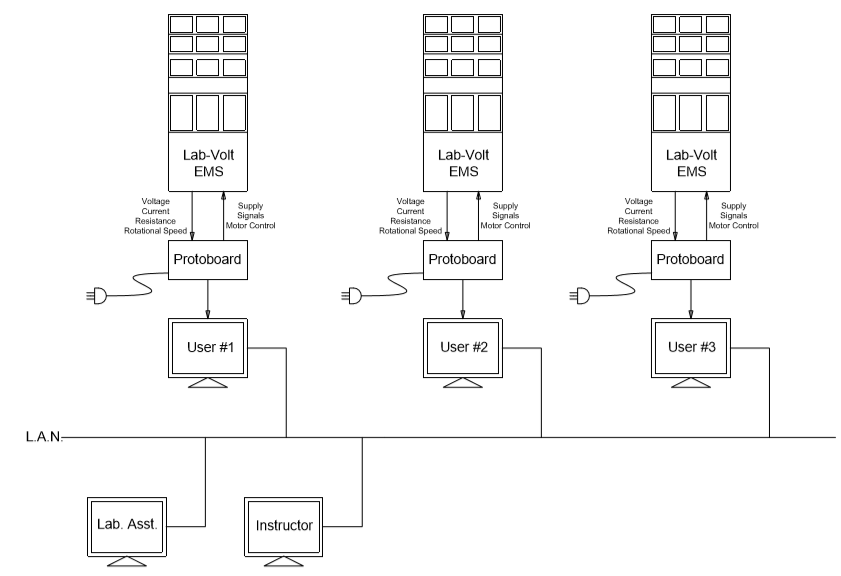 Lab-Volt
EMS
Lab-Volt
EMS
Lab-Volt
EMS
Voltage
Current
Resistance
Rotational Speed
Supply
Signals
Motor Control
Voltage
Current
Resistance
Rotational Speed
Supply
Signals
Motor Control
Voltage
Current
Resistance
Rotational Speed
Supply
Signals
Motor Control
Protoboard
Protoboard
Protoboard
User #1
User #2
User #3
L.A.N.
Lab. Asst.
Instructor